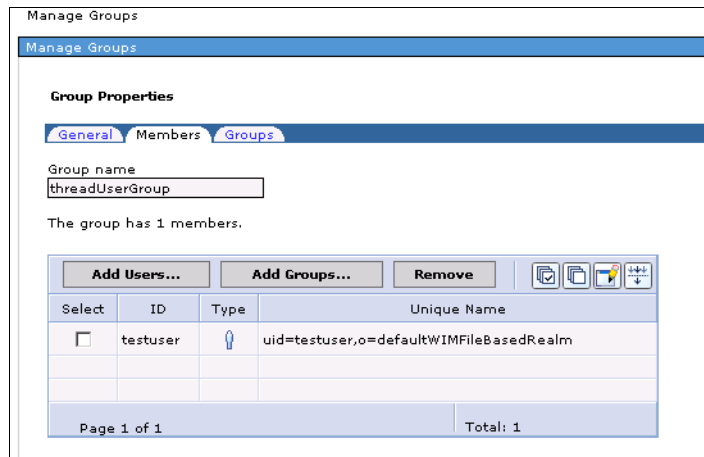 Manage Groups
Manage Groups
Group Properties
General Members Groups
Group name
threadUserGroup
The group has 1 members.
Add Users... Add Groups... Remove
Select ID Type Unique Name
testuser uid=testuser,o=defaultWIMFileBasedRealm
Page 1 of 1 Total: 1